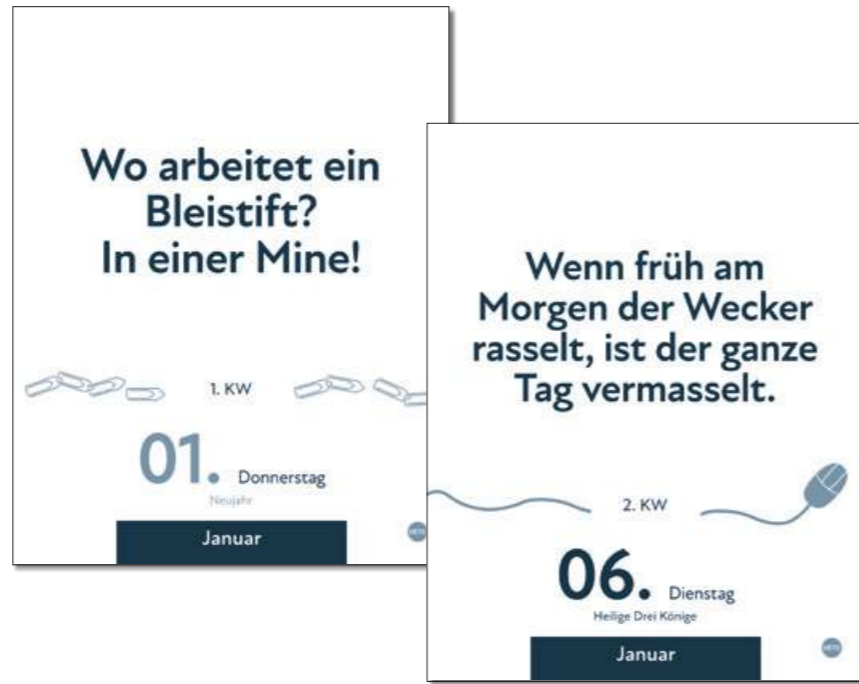 Wo arbeitet ein
Bleistift?
In einer Mine!
1. KW
01. Donnerstag
Neujahr
Januar
Wenn früh am
Morgen der Wecker
rasselt, ist der ganze
Tag vermasselt.
2. KW
06. Dienstag
Heilige Drei Könige
Januar